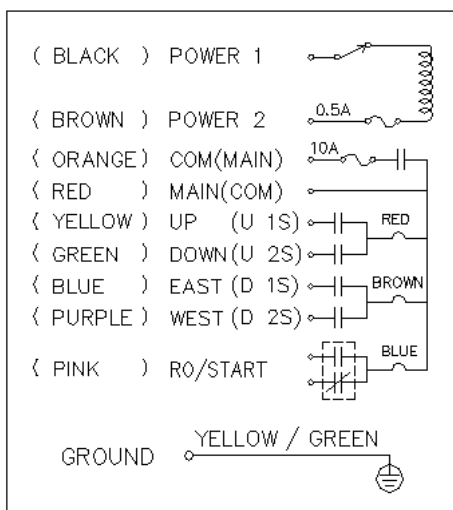 ( BLACK ) POWER 1
( BROWN ) POWER 2 0.5A
( ORANGE ) COM(MAIN) 10A
( RED ) MAIN(COM)
( YELLOW ) UP (U 1S) RED
( GREEN ) DOWN(U 2S)
( BLUE ) EAST (D 1S) BROWN
( PURPLE ) WEST (D 2S)
( PINK ) RO/START BLUE
GROUND YELLOW / GREEN